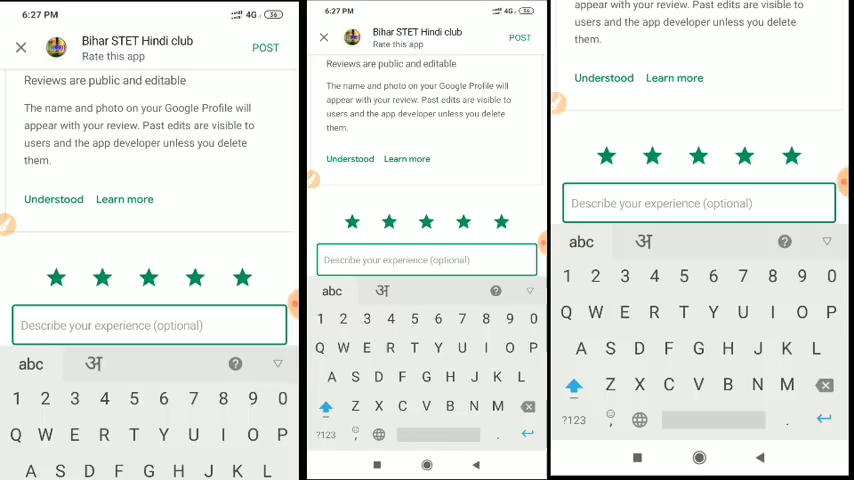 6:27 PM
4G 36
Bihar STET Hindi club
Rate this app
POST
Reviews are public and editable
The name and photo on your Google Profile will
appear with your review. Past edits are visible to
users and the app developer unless you delete
them.
Understood Learn more
Describe your experience (optional)
abc अ
1 2 3 4 5 6 7 8 9 0
Q W E R T Y U I O P
A S D F G H J K L
6:27 PM
4G 36
Bihar STET Hindi club
Rate this app
POST
Reviews are public and editable
The name and photo on your Google Profile will
appear with your review. Past edits are visible to
users and the app developer unless you delete
them.
Understood Learn more
Describe your experience (optional)
abc अ
1 2 3 4 5 6 7 8 9 0
Q W E R T Y U I O P
A S D F G H J K L
Z X C V B N M
?123 , .
appear with your review. Past edits are visible to
users and the app developer unless you delete
them.
Understood Learn more
Describe your experience (optional)
abc अ
1 2 3 4 5 6 7 8 9 0
Q W E R T Y U I O P
A S D F G H J K L
Z X C V B N M
?123 , .